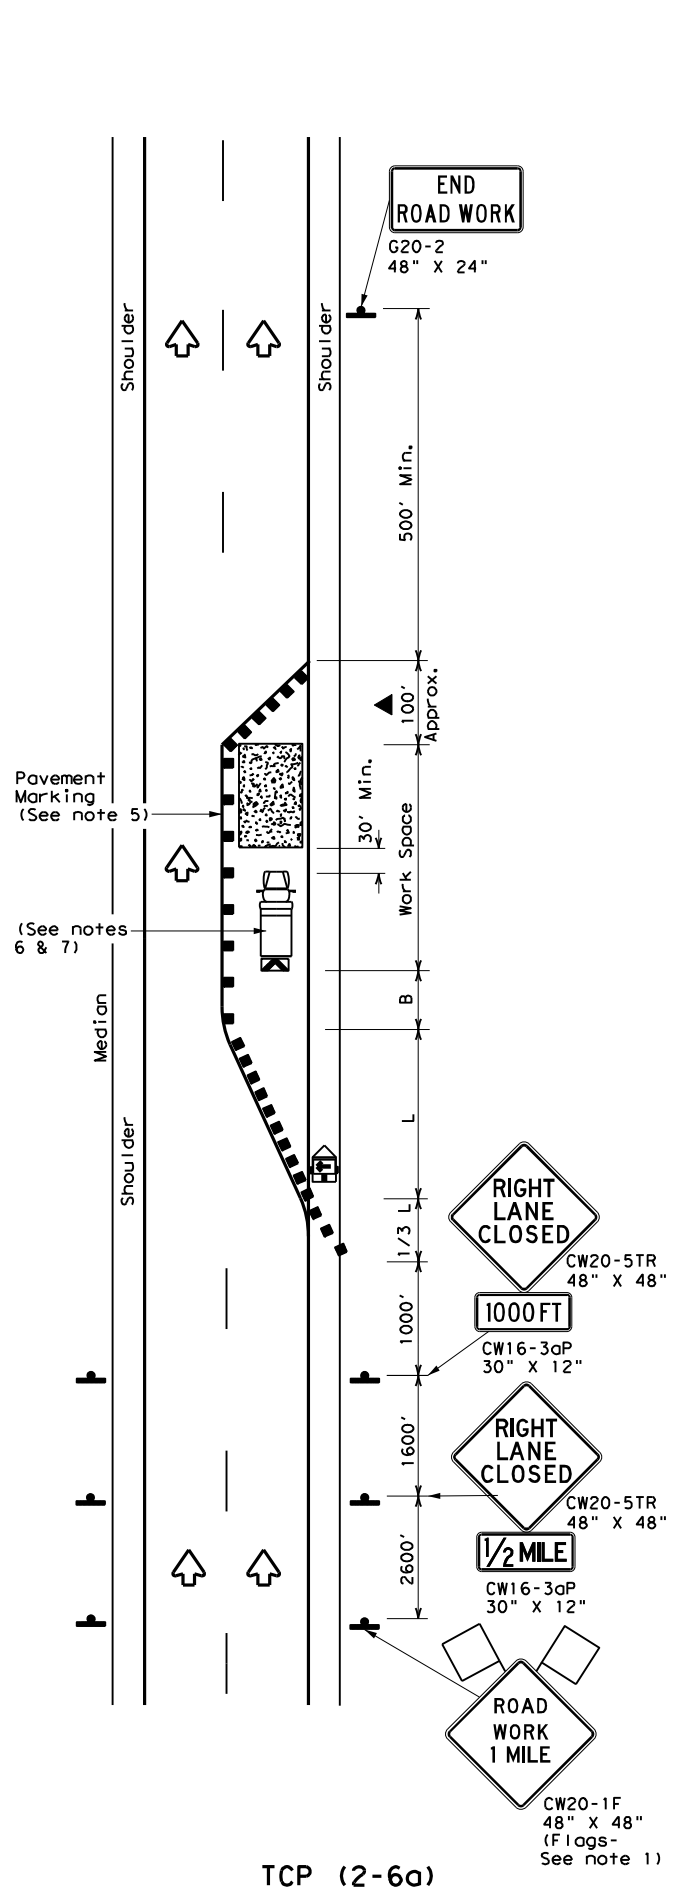 END
ROAD WORK
G20-2
48" X 24"
Shoulder
Shoulder
500' Min.
100'
Approx.
Pavement
Marking
(See note 5)
30' Min.
Work Space
(See notes
6 & 7)
B
Median
L
Shoulder
RIGHT
LANE
CLOSED
1/3 L
CW20-5TR
48" X 48"
1000 FT
1000'
CW16-3aP
30" X 12"
RIGHT
LANE
CLOSED
1600'
CW20-5TR
48" X 48"
1/2 MILE
2600'
CW16-3aP
30" X 12"
ROAD
WORK
1 MILE
CW20-1F
48" X 48"
(Flags-
See note 1)
TCP (2-6a)